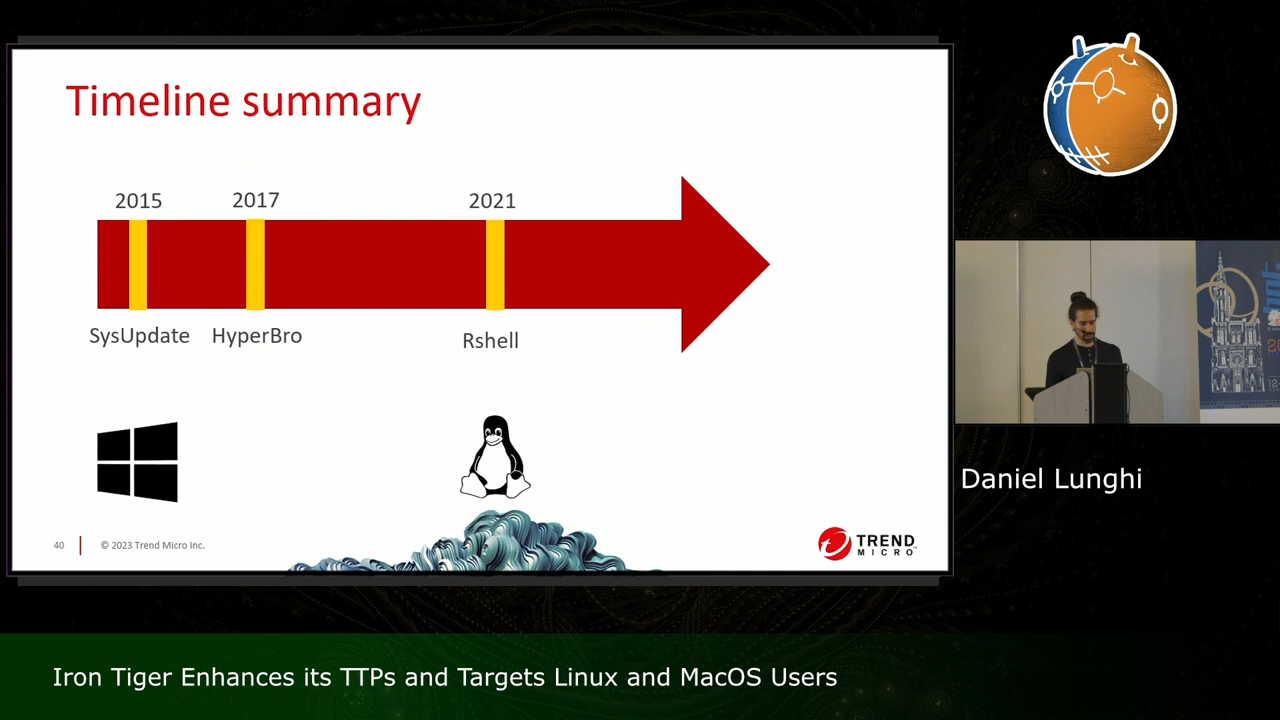 Timeline summary
2015
2017
2021
SysUpdate
HyperBro
Rshell
40
© 2023 Trend Micro Inc.
TREND
MICRO
Daniel Lunghi
Iron Tiger Enhances its TTPs and Targets Linux and MacOS Users